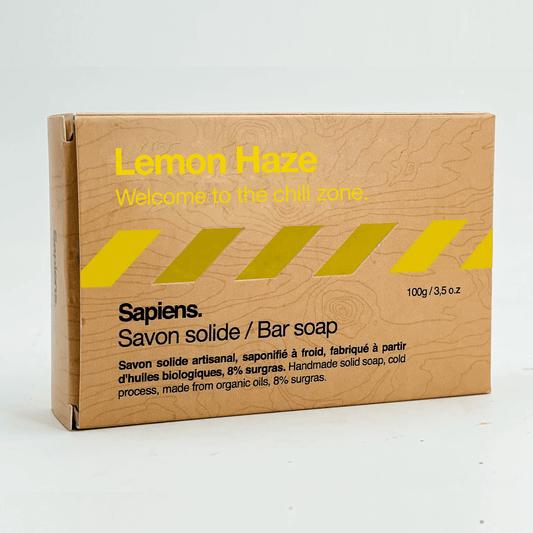 Lemon Haze
Welcome to the chill zone.
100g / 3,5 o.z
Sapiens.
Savon solide / Bar soap
Savon solide artisanal, saponifié à froid, fabriqué à partir
d'huiles biologiques, 8% surgras. Handmade solid soap, cold
process, made from organic oils, 8% surgras.
Sapiens.